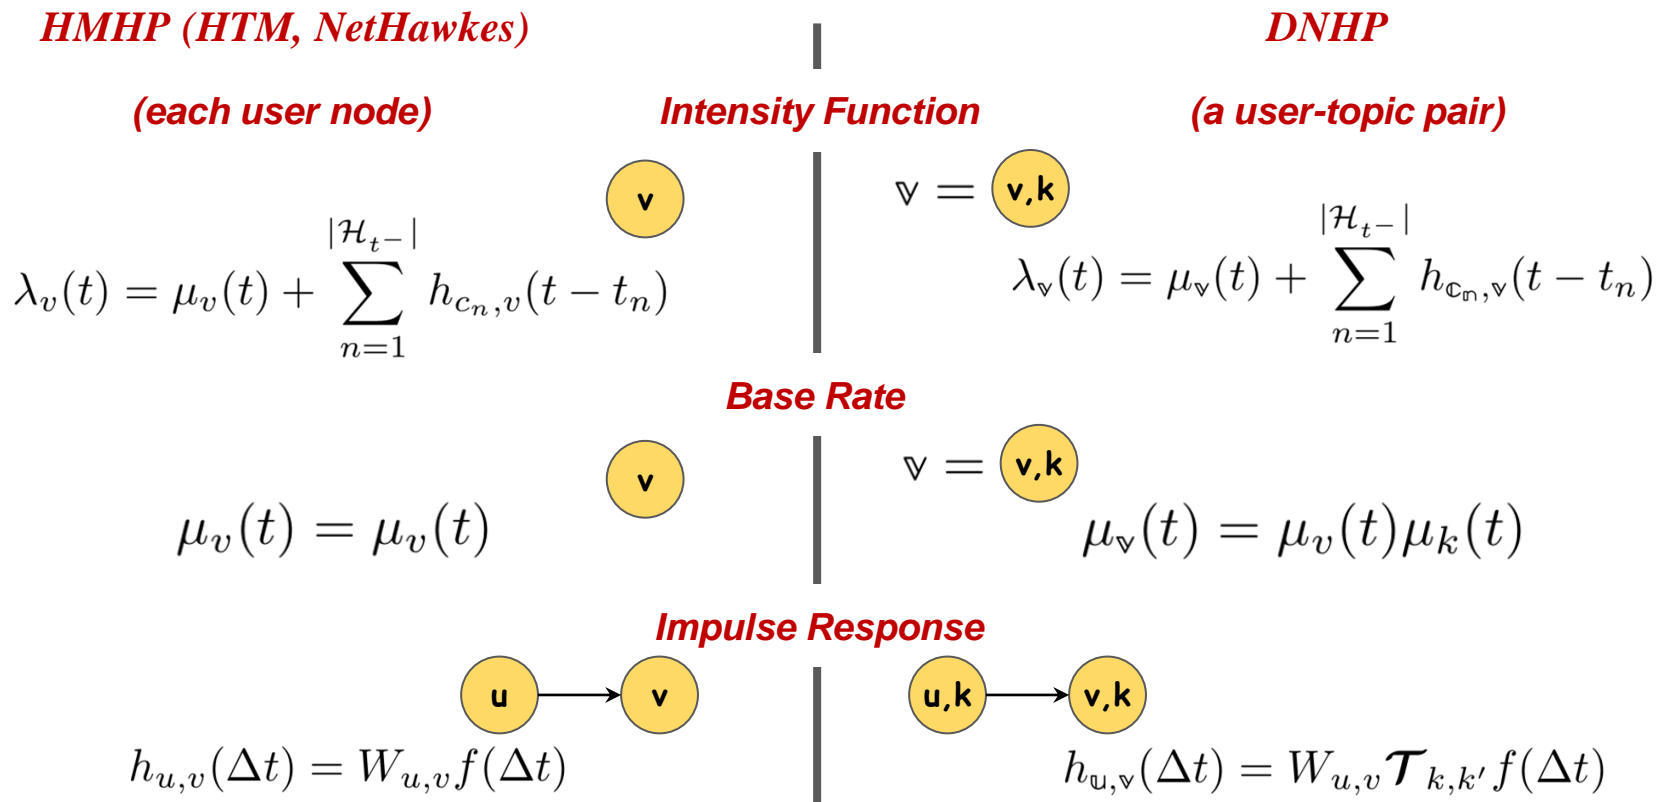 HMHP (HTM, NetHawkes)
DNHP
(each user node)
Intensity Function
(a user-topic pair)
v
𝕧 = v,k
λ_v(t) = μ_v(t) + ∑_{n=1}^{|ℋ_{t−}|} h_{c_n,v}(t − t_n)
λ_𝕧(t) = μ_𝕧(t) + ∑_{n=1}^{|ℋ_{t−}|} h_{𝕔_𝕟,𝕧}(t − t_n)
Base Rate
v
𝕧 = v,k
μ_v(t) = μ_v(t)
μ_𝕧(t) = μ_v(t)μ_k(t)
Impulse Response
u v
u,k v,k
h_{u,v}(Δt) = W_{u,v} f(Δt)
h_{𝕦,𝕧}(Δt) = W_{u,v} 𝓣_{k,k′} f(Δt)